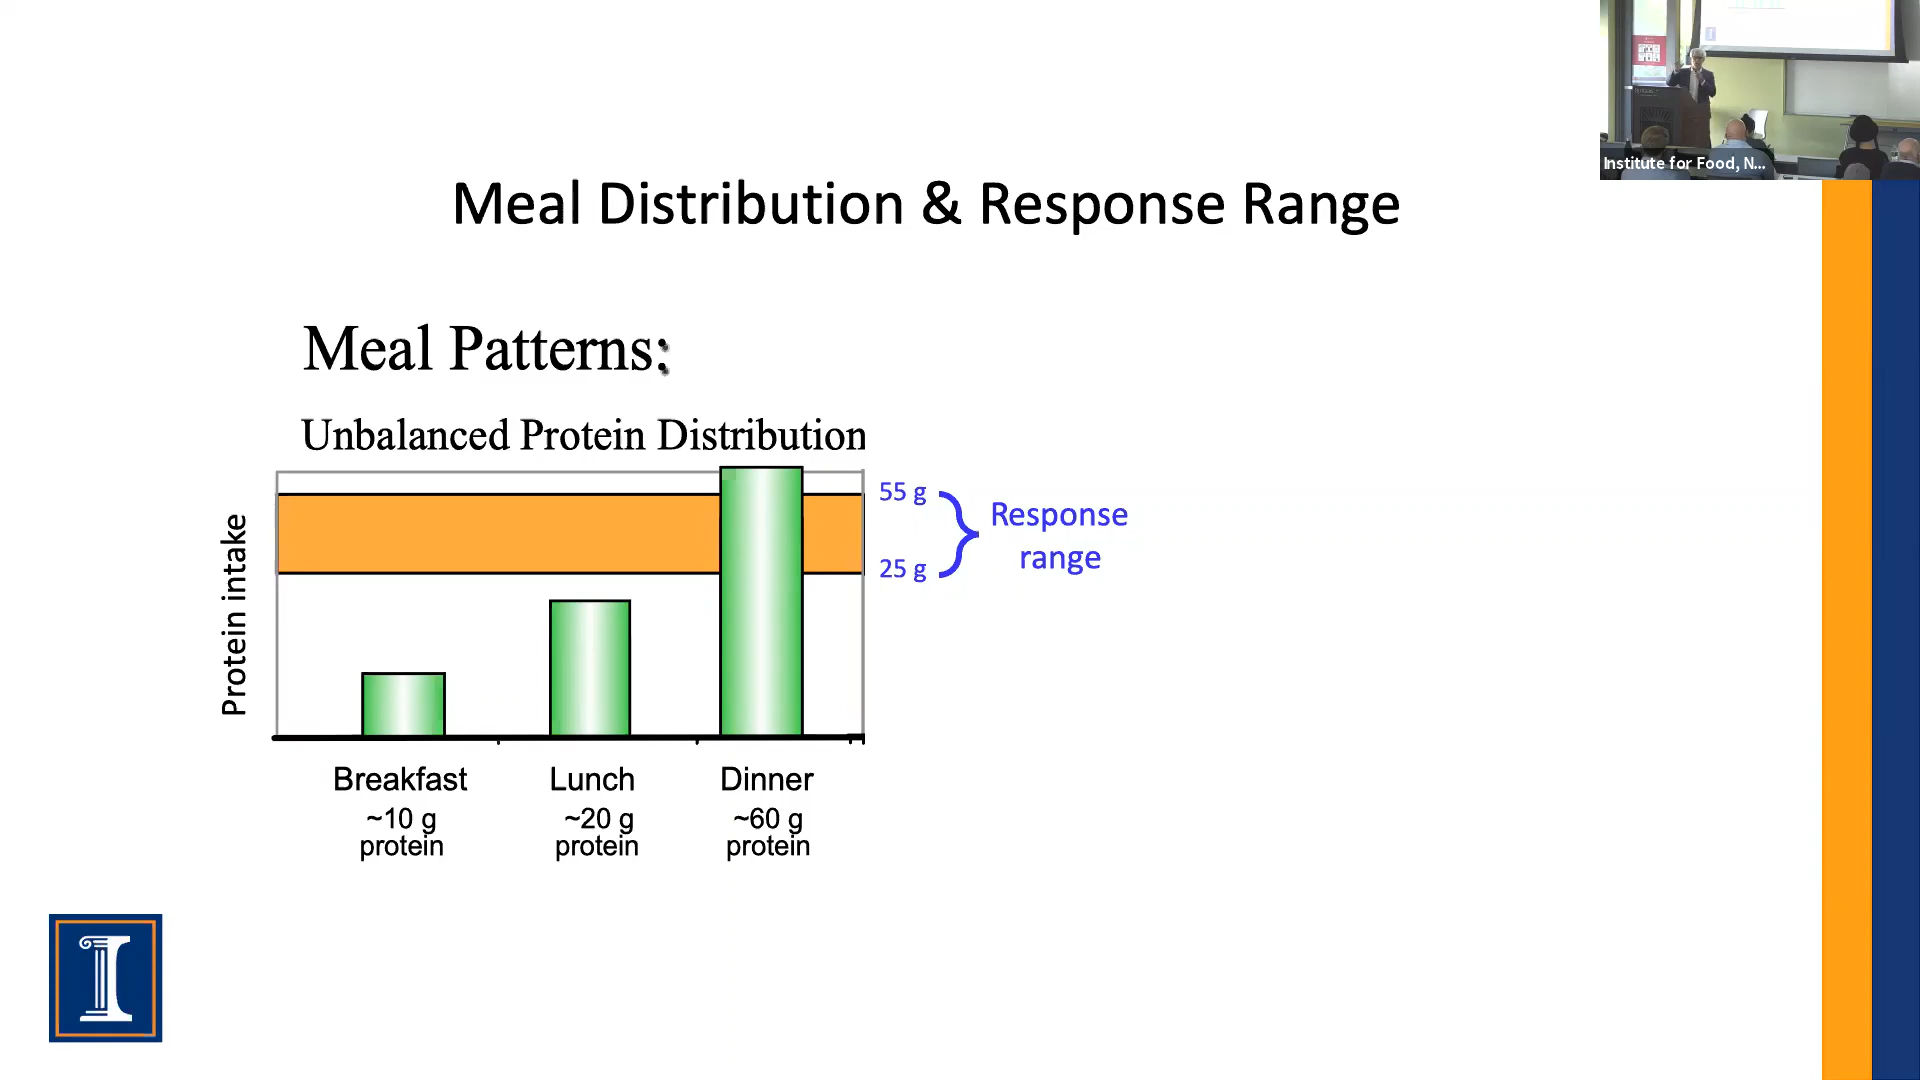 Institute for Food, N...
Meal Distribution & Response Range
Meal Patterns:
Unbalanced Protein Distribution
55 g
Response
range
25 g
Protein intake
Breakfast
~10 g
protein
Lunch
~20 g
protein
Dinner
~60 g
protein
I